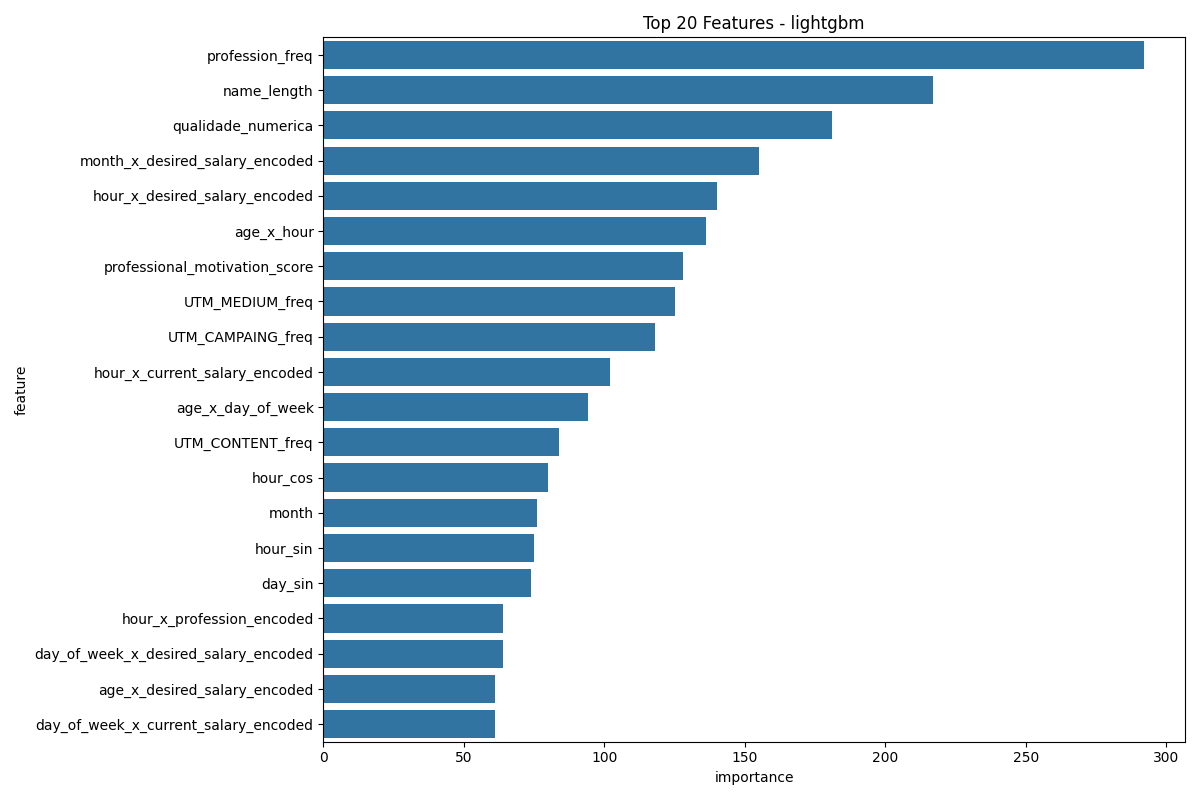 Top 20 Features - lightgbm
profession_freq
name_length
qualidade_numerica
month_x_desired_salary_encoded
hour_x_desired_salary_encoded
age_x_hour
professional_motivation_score
UTM_MEDIUM_freq
UTM_CAMPAING_freq
hour_x_current_salary_encoded
age_x_day_of_week
UTM_CONTENT_freq
hour_cos
month
hour_sin
day_sin
hour_x_profession_encoded
day_of_week_x_desired_salary_encoded
age_x_desired_salary_encoded
day_of_week_x_current_salary_encoded
feature
0 50 100 150 200 250 300
importance